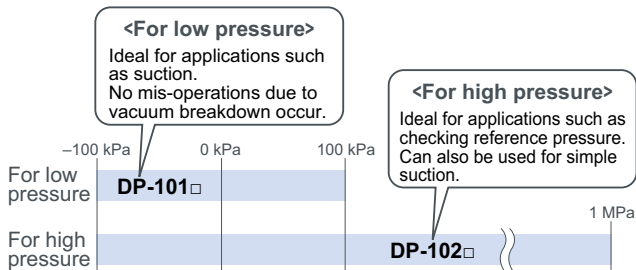 <For low pressure>
Ideal for applications such
as suction.
No mis-operations due to
vacuum breakdown occur.
<For high pressure>
Ideal for applications such as
checking reference pressure.
Can also be used for simple
suction.
–100 kPa 0 kPa 100 kPa
For low
pressure
DP-101□
1 MPa
For high
pressure
DP-102□